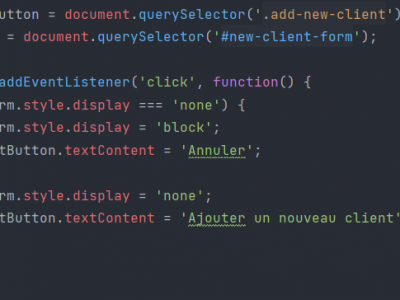 utton = document.querySelector('.add-new-client')
= document.querySelector('#new-client-form');
addEventListener('click', function() {
rm.style.display === 'none') {
rm.style.display = 'block';
tButton.textContent = 'Annuler';
rm.style.display = 'none';
tButton.textContent = 'Ajouter un nouveau client'